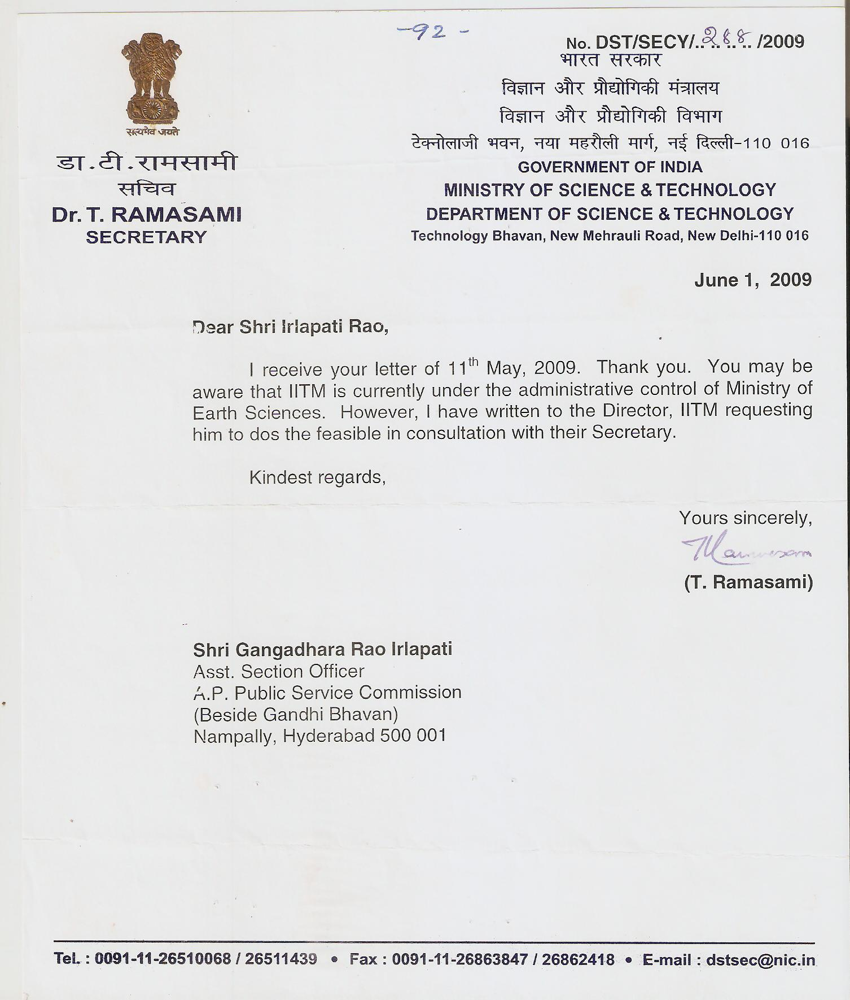 -92-
No. DST/SECY/..288../2009
सत्यमेव जयते
डा.टी.रामसामी
सचिव
Dr. T. RAMASAMI
SECRETARY
भारत सरकार
विज्ञान और प्रौद्योगिकी मंत्रालय
विज्ञान और प्रौद्योगिकी विभाग
टेक्नोलाजी भवन, नया महरौली मार्ग, नई दिल्ली-110 016
GOVERNMENT OF INDIA
MINISTRY OF SCIENCE & TECHNOLOGY
DEPARTMENT OF SCIENCE & TECHNOLOGY
Technology Bhavan, New Mehrauli Road, New Delhi-110 016
June 1, 2009
Dear Shri Irlapati Rao,
I receive your letter of 11th May, 2009. Thank you. You may be
aware that IITM is currently under the administrative control of Ministry of
Earth Sciences. However, I have written to the Director, IITM requesting
him to dos the feasible in consultation with their Secretary.
Kindest regards,
Yours sincerely,
(T. Ramasami)
Shri Gangadhara Rao Irlapati
Asst. Section Officer
A.P. Public Service Commission
(Beside Gandhi Bhavan)
Nampally, Hyderabad 500 001
Tel. : 0091-11-26510068 / 26511439 • Fax : 0091-11-26863847 / 26862418 • E-mail : dstsec@nic.in